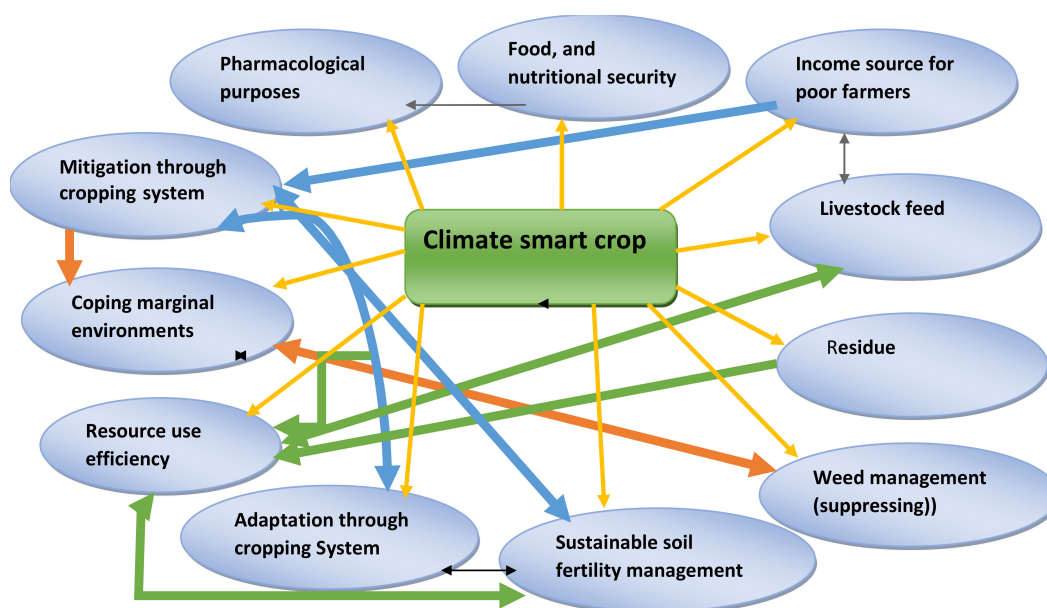 Pharmacological
purposes
Food, and
nutritional security
Income source for
poor farmers
Mitigation through
cropping system
Climate smart crop
Livestock feed
Coping marginal
environments
Residue
Resource use
efficiency
Weed management
(suppressing))
Adaptation through
cropping System
Sustainable soil
fertility management